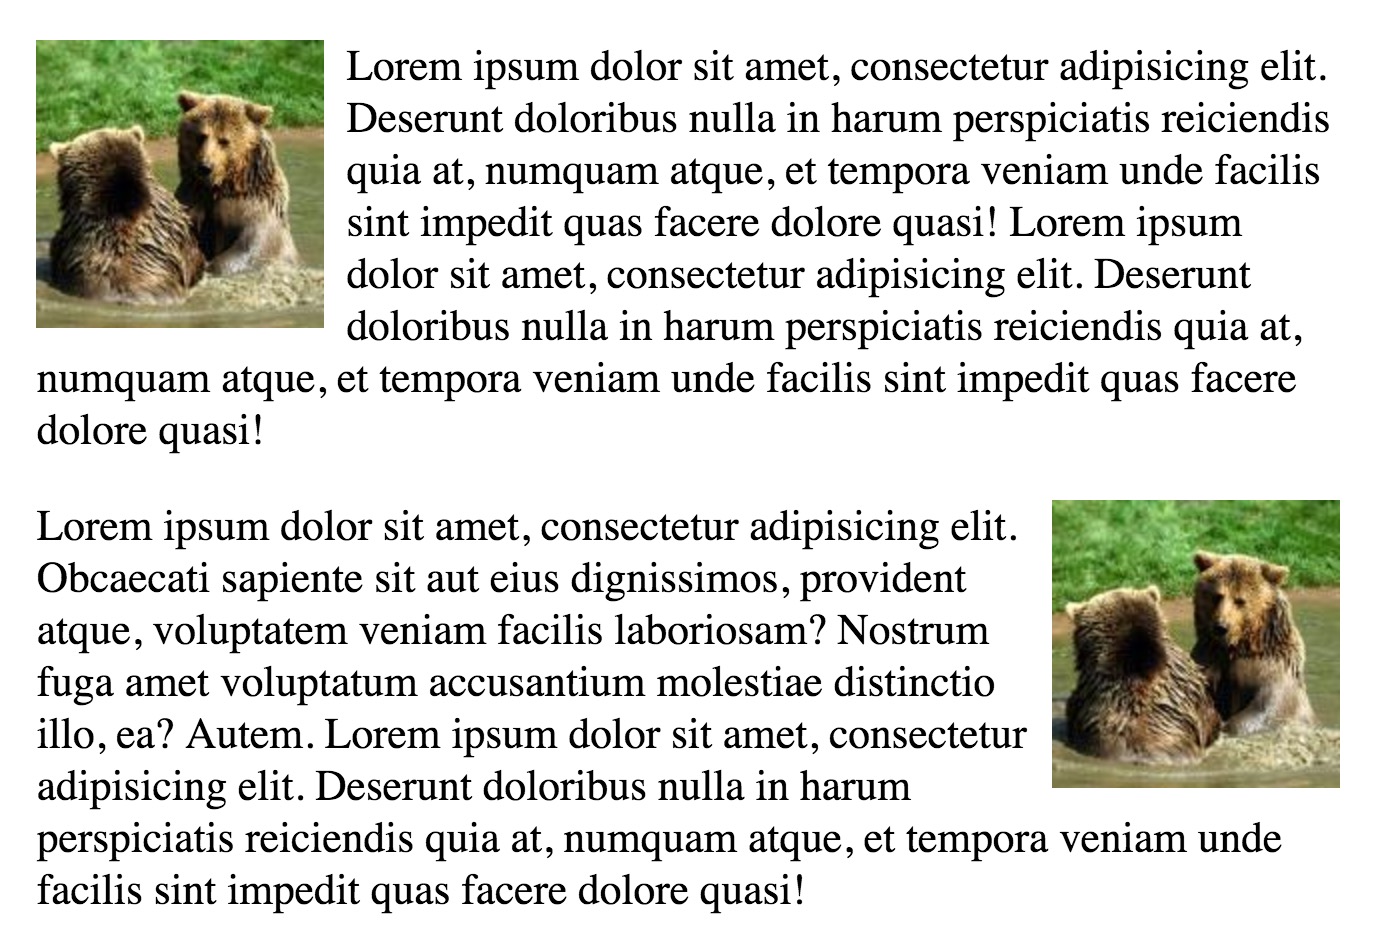 Lorem ipsum dolor sit amet, consectetur adipisicing elit.
Deserunt doloribus nulla in harum perspiciatis reiciendis
quia at, numquam atque, et tempora veniam unde facilis
sint impedit quas facere dolore quasi! Lorem ipsum
dolor sit amet, consectetur adipisicing elit. Deserunt
doloribus nulla in harum perspiciatis reiciendis quia at,
numquam atque, et tempora veniam unde facilis sint impedit quas facere
dolore quasi!
Lorem ipsum dolor sit amet, consectetur adipisicing elit.
Obcaecati sapiente sit aut eius dignissimos, provident
atque, voluptatem veniam facilis laboriosam? Nostrum
fuga amet voluptatum accusantium molestiae distinctio
illo, ea? Autem. Lorem ipsum dolor sit amet, consectetur
adipisicing elit. Deserunt doloribus nulla in harum
perspiciatis reiciendis quia at, numquam atque, et tempora veniam unde
facilis sint impedit quas facere dolore quasi!